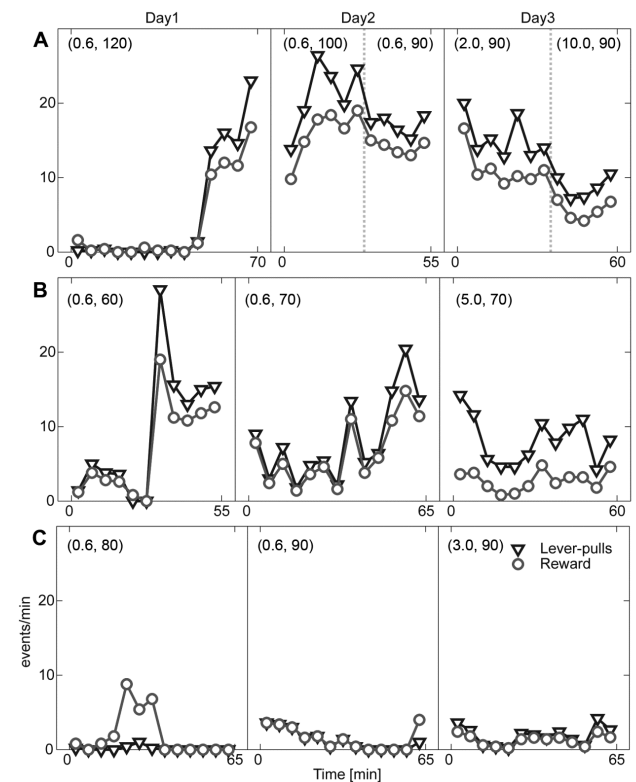 Day1 Day2 Day3
A (0.6, 120) (0.6, 100) (0.6, 90) (2.0, 90) (10.0, 90)
20
10
0
0 70 0 55 0 60
B (0.6, 60) (0.6, 70) (5.0, 70)
20
10
0
0 55 0 65 0 60
C (0.6, 80) (0.6, 90) (3.0, 90)
Lever-pulls
Reward
20
10
0
events/min
0 65 0 65 0 65
Time [min]